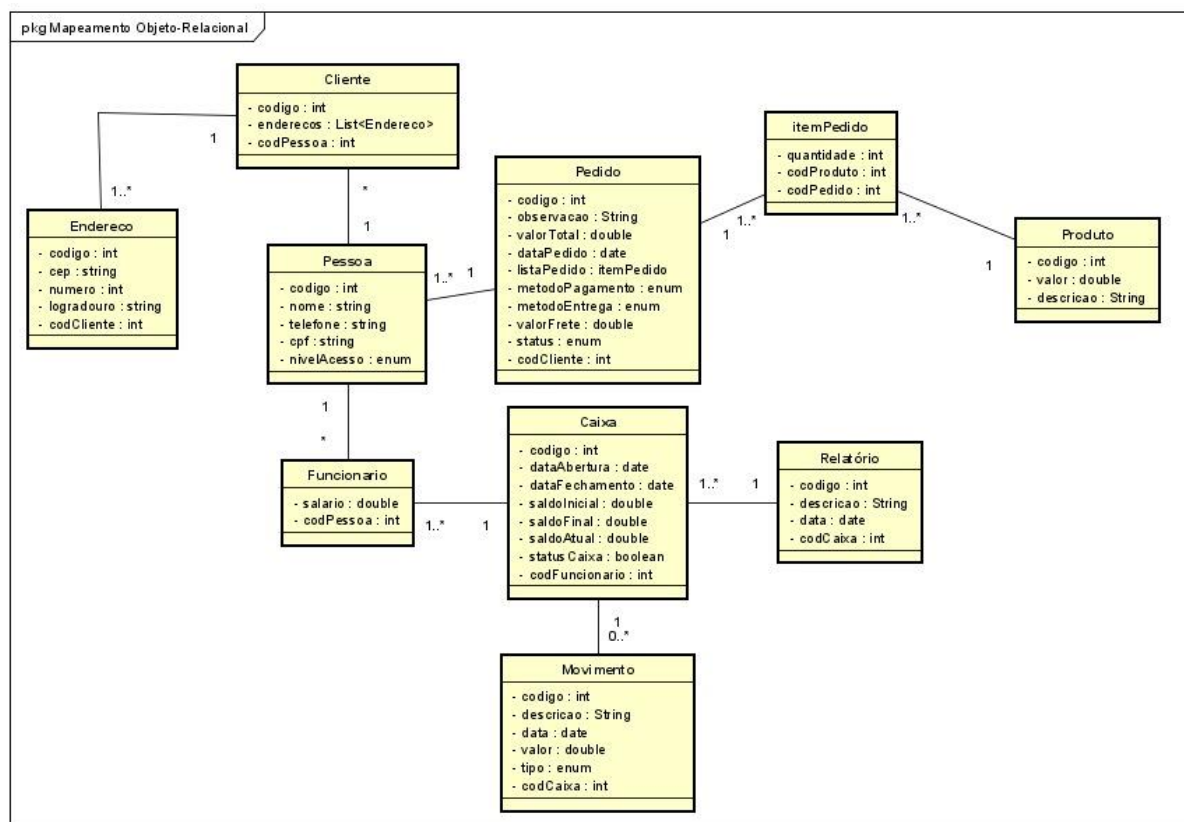 pkg Mapeamento Objeto-Relacional
Cliente
- codigo : int
- enderecos : List<Endereco>
- codPessoa : int
1
1..*
*
1
Endereco
- codigo : int
- cep : string
- numero : int
- logradouro : string
- codCliente : int
Pessoa
- codigo : int
- nome : string
- telefone : string
- cpf : string
- nivelAcesso : enum
1..*
1
Pedido
- codigo : int
- observacao : String
- valorTotal : double
- dataPedido : date
- listaPedido : itemPedido
- metodoPagamento : enum
- metodoEntrega : enum
- valorFrete : double
- status : enum
- codCliente : int
1..*
1
itemPedido
- quantidade : int
- codProduto : int
- codPedido : int
1..*
1
Produto
- codigo : int
- valor : double
- descricao : String
1
*
Funcionario
- salario : double
- codPessoa : int
1..*
1
Caixa
- codigo : int
- dataAbertura : date
- dataFechamento : date
- saldoInicial : double
- saldoFinal : double
- saldoAtual : double
- statusCaixa : boolean
- codFuncionario : int
1..*
1
Relatório
- codigo : int
- descricao : String
- data : date
- codCaixa : int
1
0..*
Movimento
- codigo : int
- descricao : String
- data : date
- valor : double
- tipo : enum
- codCaixa : int